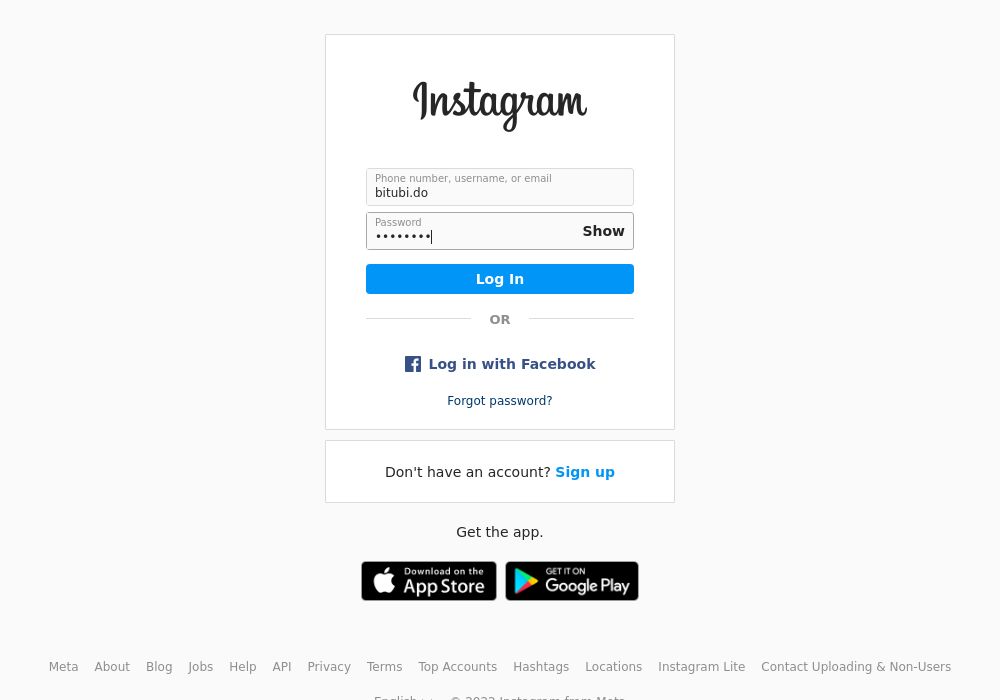 Instagram
Phone number, username, or email
bitubi.do
Password
••••••••
Show
Log In
OR
Log in with Facebook
Forgot password?
Don't have an account? Sign up
Get the app.
Download on the
App Store
GET IT ON
Google Play
Meta About Blog Jobs Help API Privacy Terms Top Accounts Hashtags Locations Instagram Lite Contact Uploading & Non-Users
English
Instagram from Meta